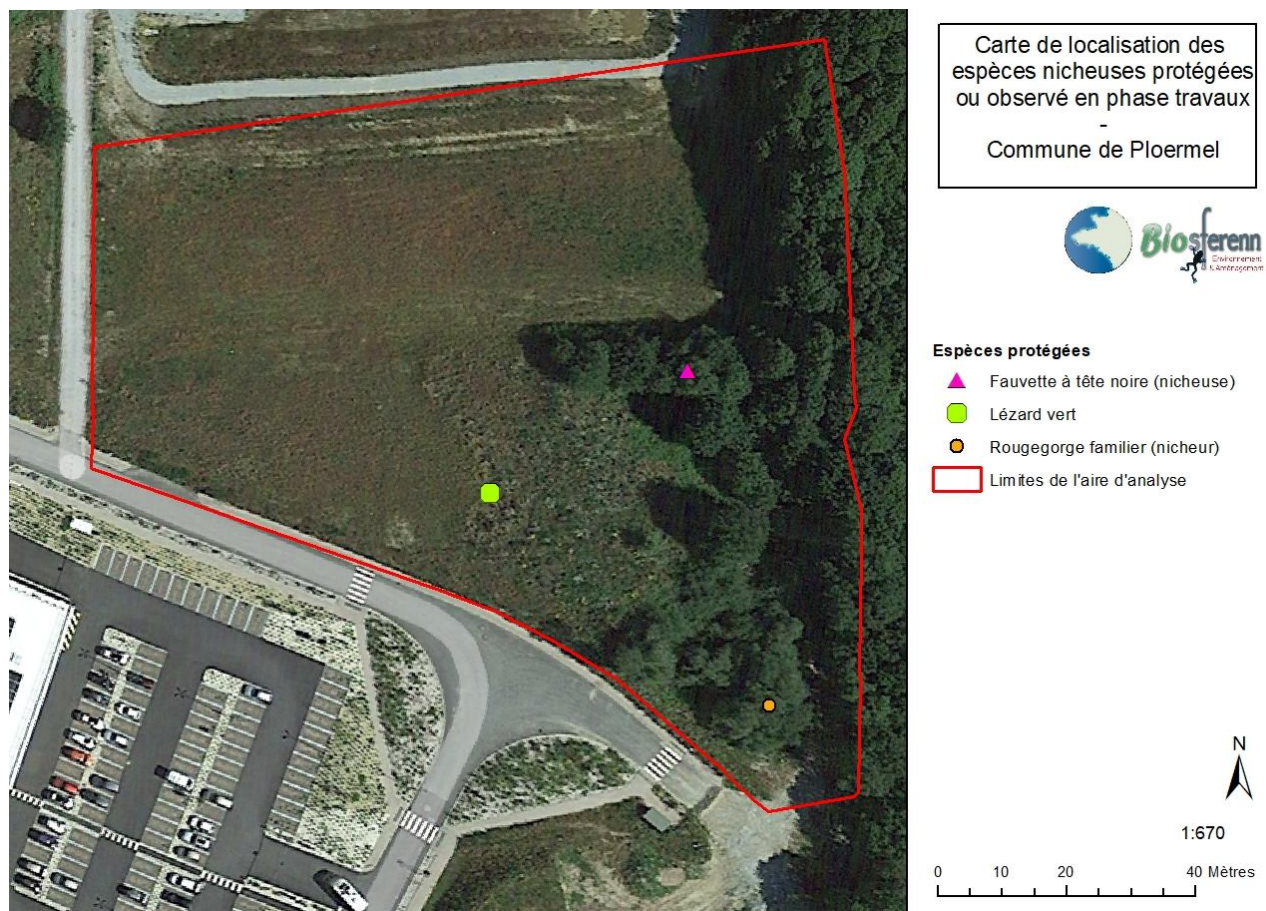 Carte de localisation des
espèces nicheuses protégées
ou observé en phase travaux
-
Commune de Ploermel
Biosferenn
Environnement
& Aménagement
Espèces protégées
Fauvette à tête noire (nicheuse)
Lézard vert
Rougegorge familier (nicheur)
Limites de l'aire d'analyse
N
1:670
0 10 20 40 Mètres